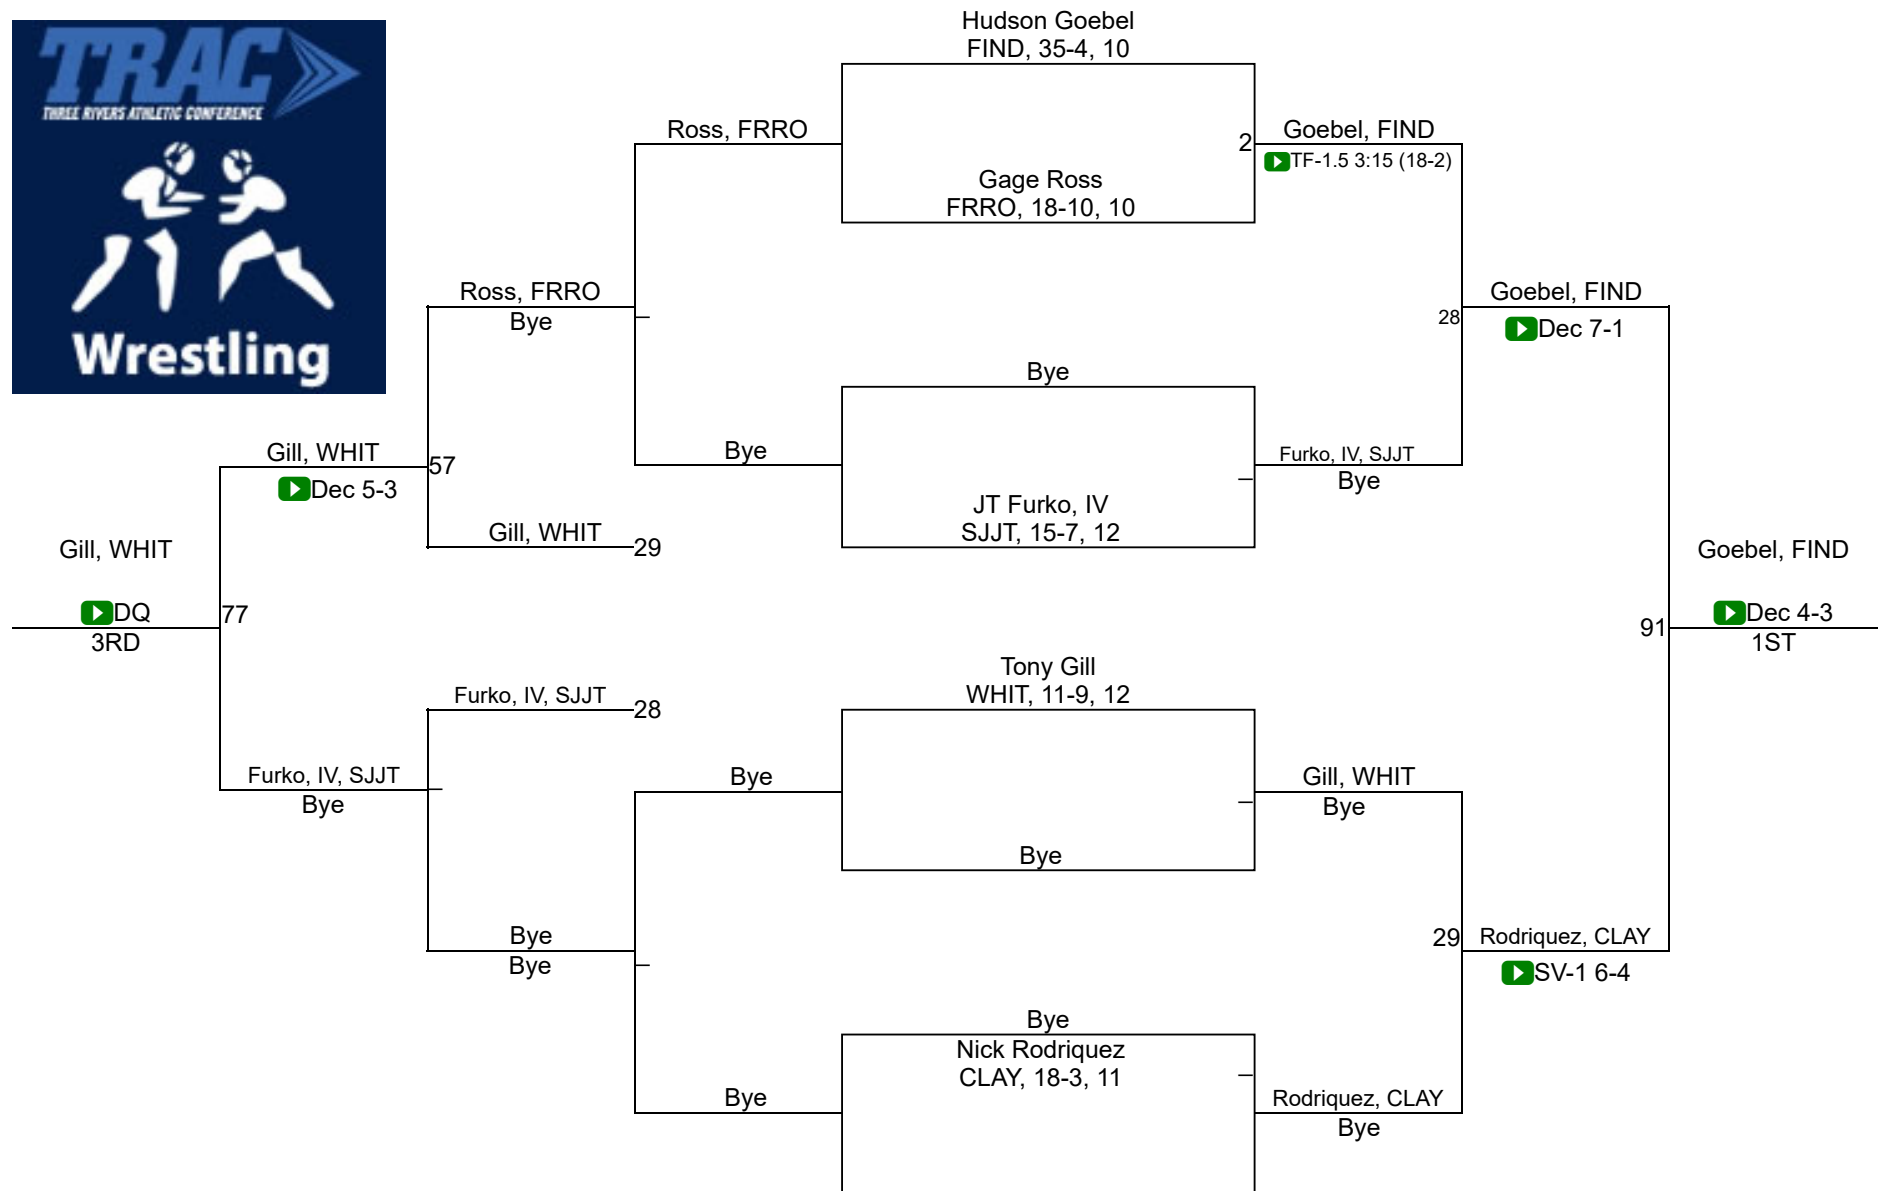 TRAC
THREE RIVERS ATHLETIC CONFERENCE
Wrestling
Hudson Goebel
FIND, 35-4, 10
Ross, FRRO
2
Goebel, FIND
TF-1.5 3:15 (18-2)
Gage Ross
FRRO, 18-10, 10
Ross, FRRO
Bye
Goebel, FIND
28
Dec 7-1
Bye
Gill, WHIT
57
Dec 5-3
Bye
Furko, IV, SJJT
Bye
JT Furko, IV
SJJT, 15-7, 12
Gill, WHIT
29
Gill, WHIT
Goebel, FIND
DQ
77
3RD
Dec 4-3
91
1ST
Tony Gill
WHIT, 11-9, 12
Furko, IV, SJJT
28
Furko, IV, SJJT
Bye
Bye
Gill, WHIT
Bye
Bye
Bye
Bye
29
Rodriquez, CLAY
SV-1 6-4
Bye
Nick Rodriquez
CLAY, 18-3, 11
Bye
Rodriquez, CLAY
Bye